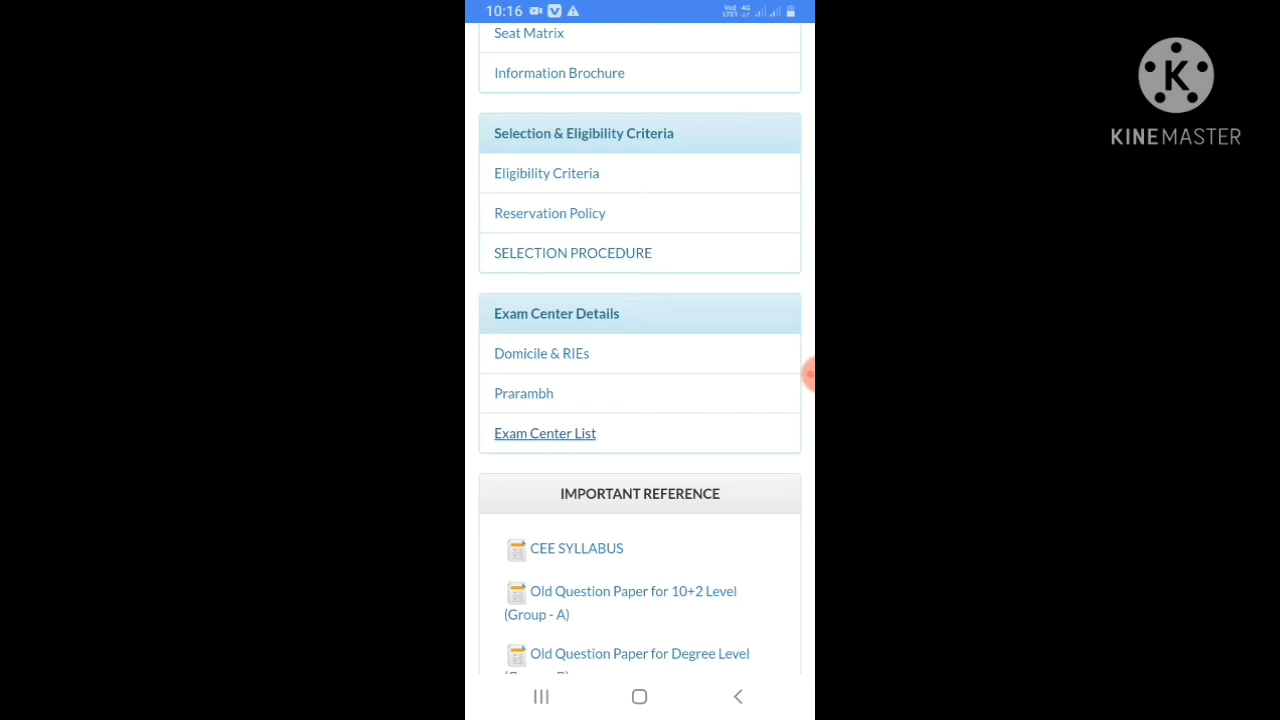 10:16
VoLTE1 4G
Seat Matrix
Information Brochure
Selection & Eligibility Criteria
Eligibility Criteria
Reservation Policy
SELECTION PROCEDURE
Exam Center Details
Domicile & RIEs
Prarambh
Exam Center List
IMPORTANT REFERENCE
CEE SYLLABUS
Old Question Paper for 10+2 Level
(Group - A)
Old Question Paper for Degree Level
K
KINEMASTER